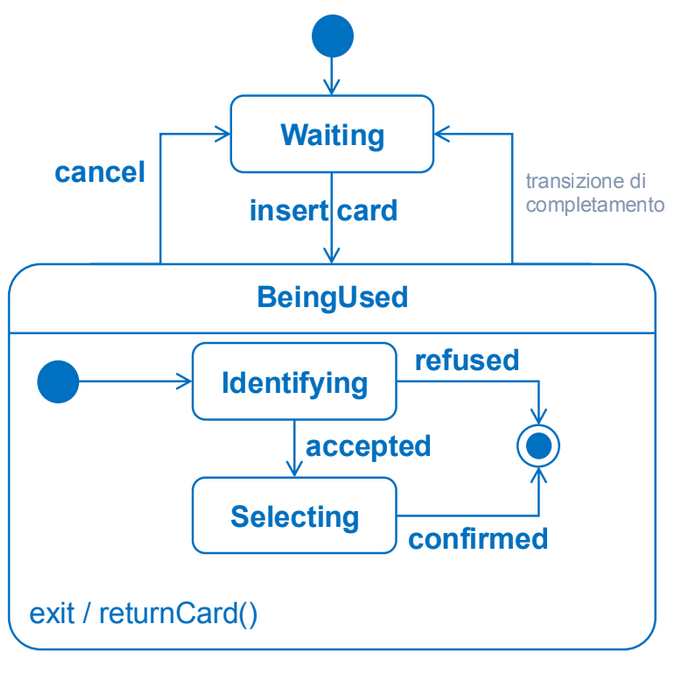 Waiting
cancel
transizione di
completamento
insert card
BeingUsed
refused
Identifying
accepted
Selecting
confirmed
exit / returnCard()